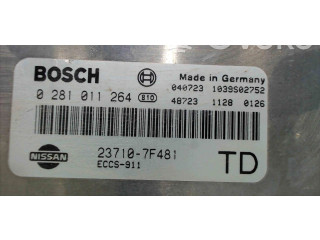 BOSCH
Made in Germany
0 281 011 264 610
040723 1039S02752
48723 1128 0126
NISSAN
23710-7F481
ECCS-911
TD